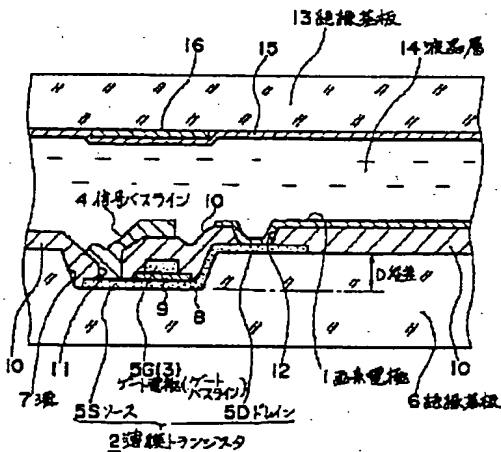 13 絶縁基板
16
15
14 液晶層
4 信号バスライン
10
D 段差
10
11
7 溝
9
8
5G(3)
ゲート電極(ゲートバスライン)
12
1 画素電極
10
6 絶縁基板
5S ソース
5D ドレイン
2 薄膜トランジスタ